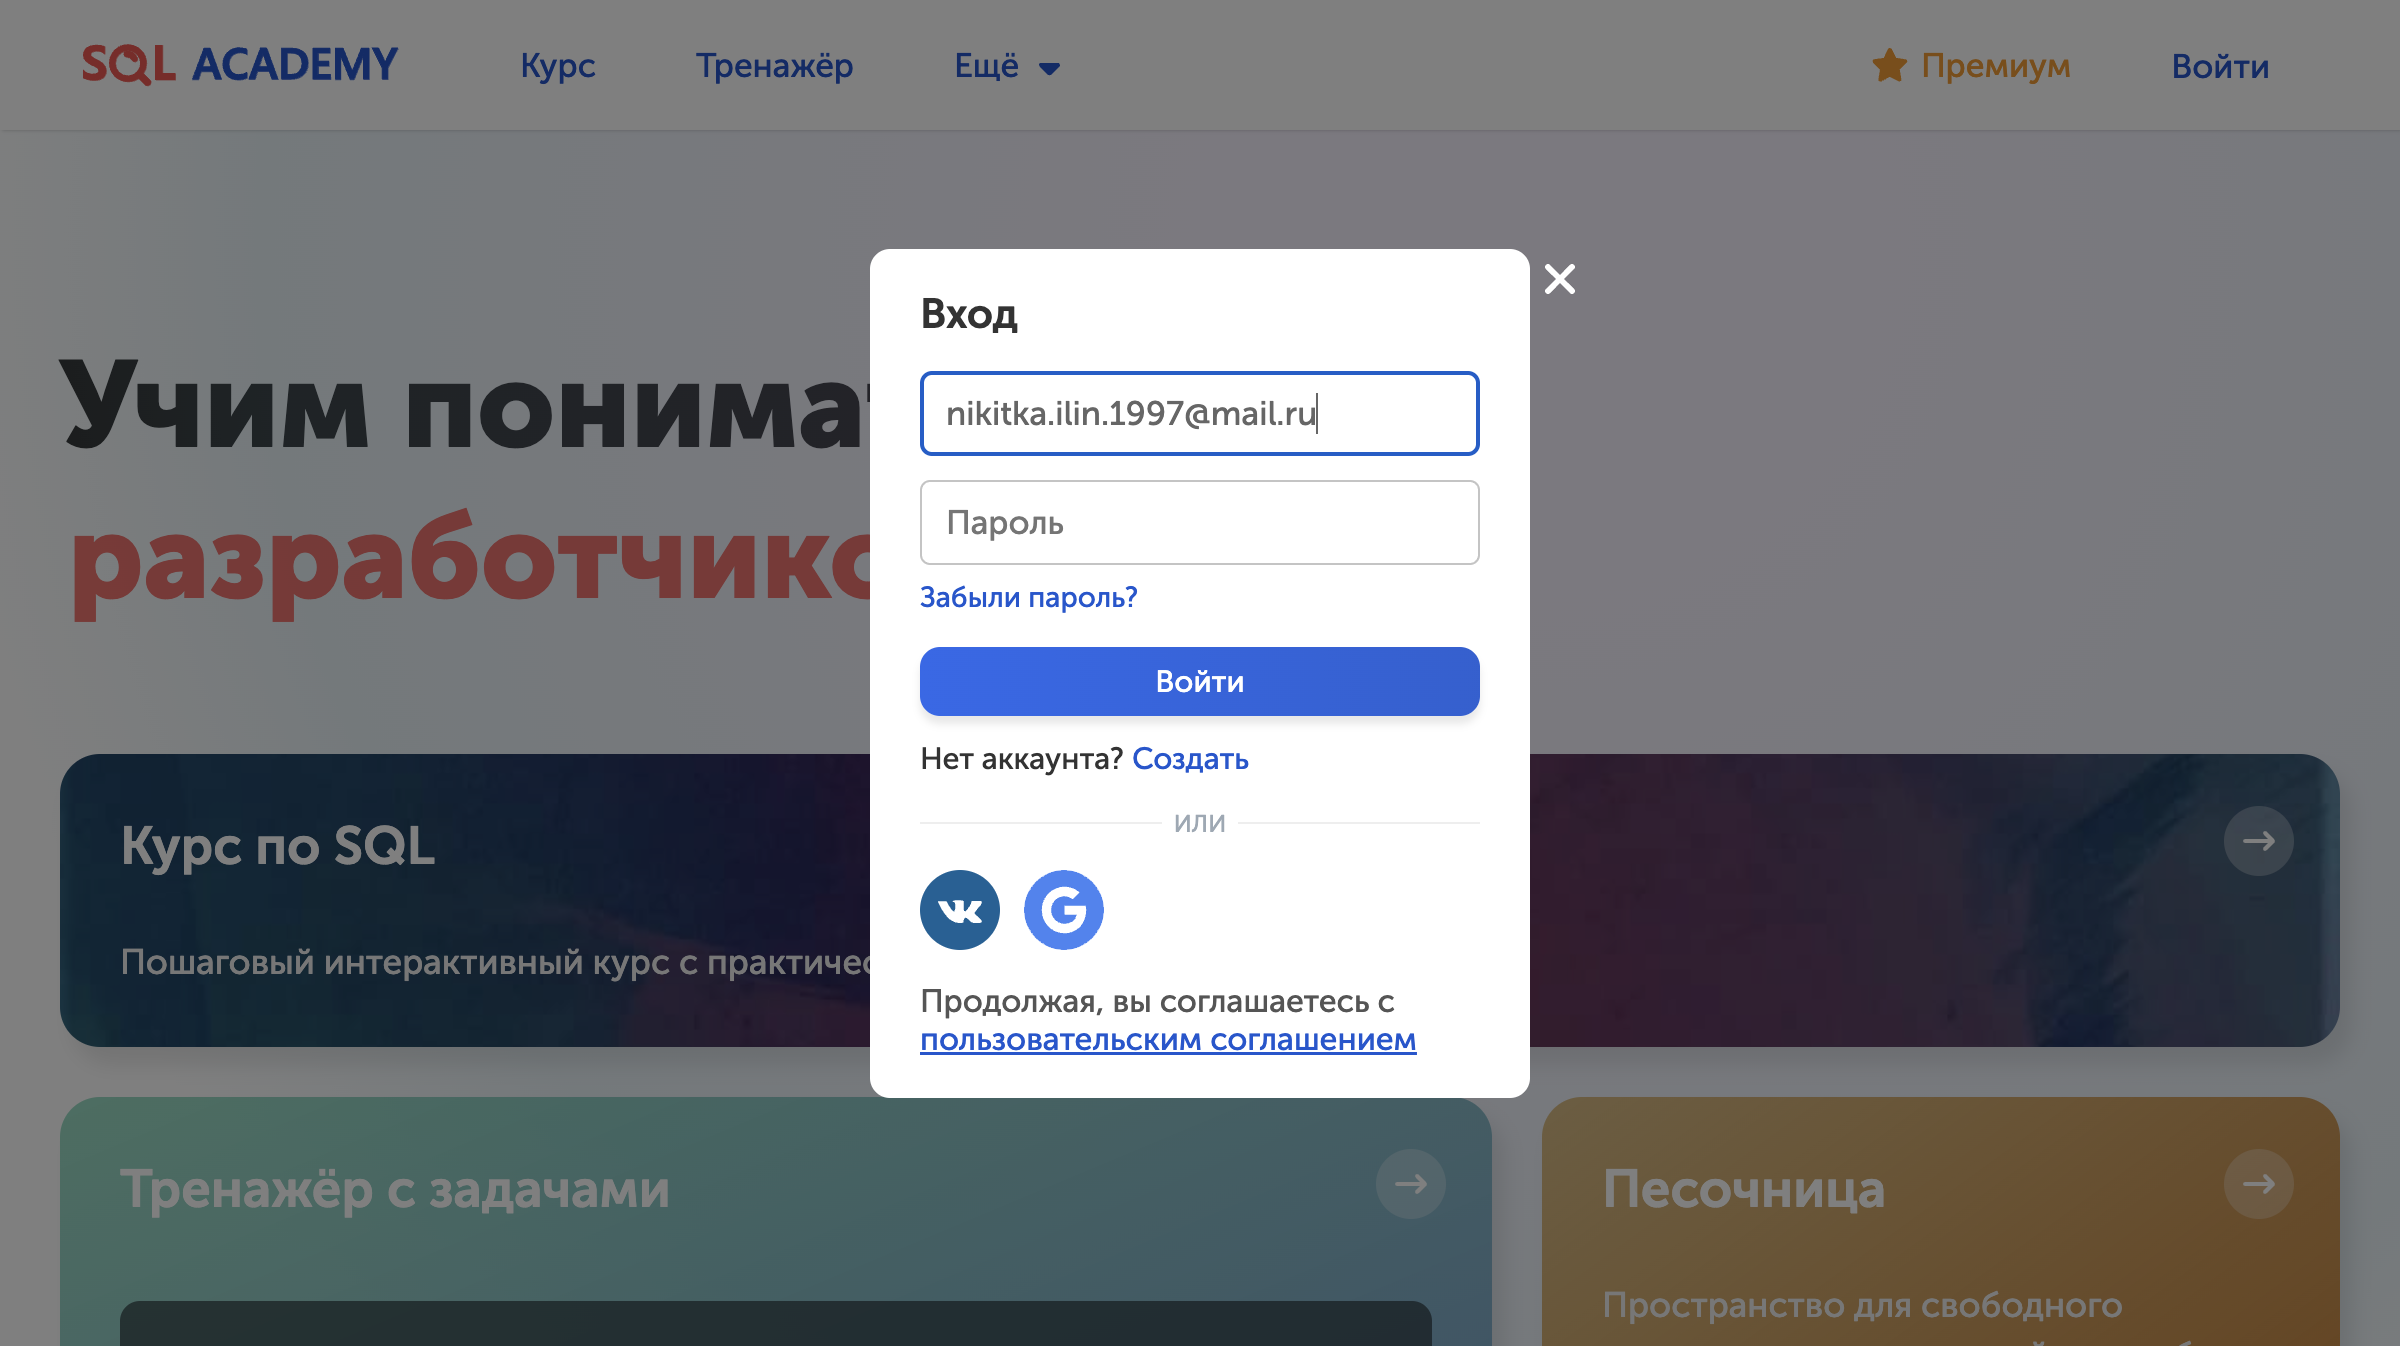 SQL ACADEMY
Курс
Тренажёр
Ещё
Премиум
Войти
Учим понимат
разработчико
Вход
nikitka.ilin.1997@mail.ru
Пароль
Забыли пароль?
Войти
Нет аккаунта? Создать
или
Продолжая, вы соглашаетесь с
пользовательским соглашением
Курс по SQL
Пошаговый интерактивный курс с практичес
Тренажёр с задачами
Песочница
Пространство для свободного